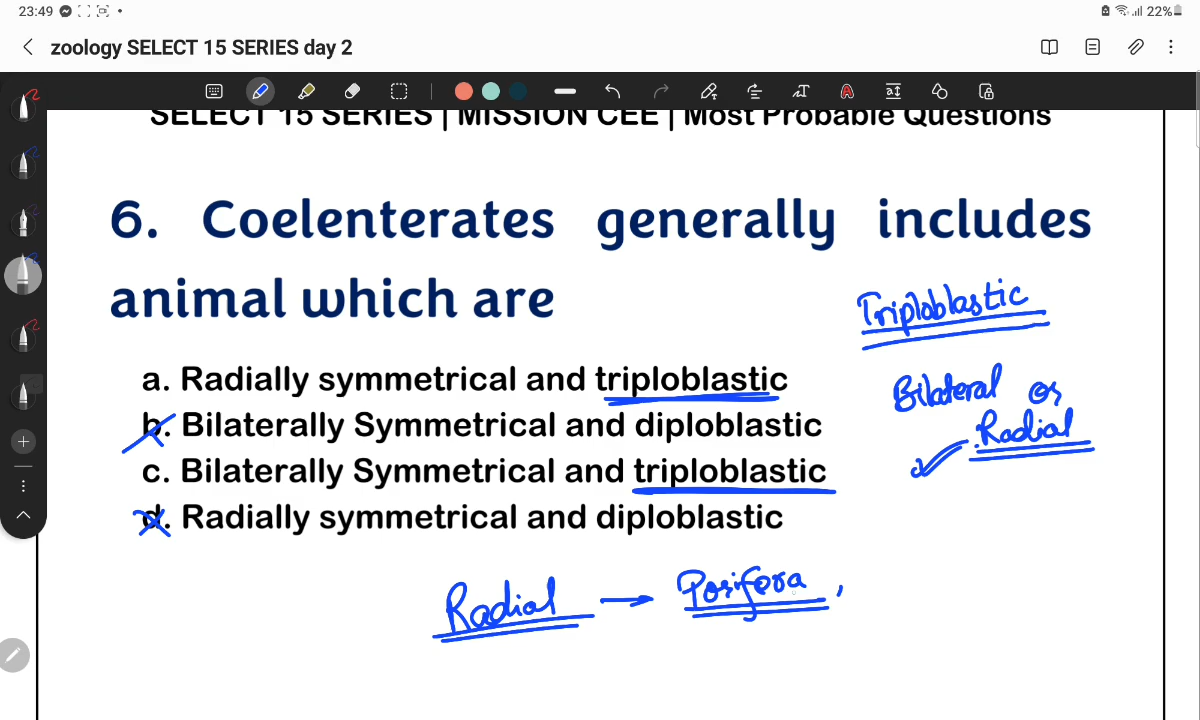 23:49
22%
zoology SELECT 15 SERIES day 2
SELECT 15 SERIES | MISSION CEE | Most Probable Questions
6. Coelenterates generally includes
animal which are
Triploblastic
a. Radially symmetrical and triploblastic
Bilateral or
b. Bilaterally Symmetrical and diploblastic
Radial
c. Bilaterally Symmetrical and triploblastic
d. Radially symmetrical and diploblastic
Radial → Porifera,